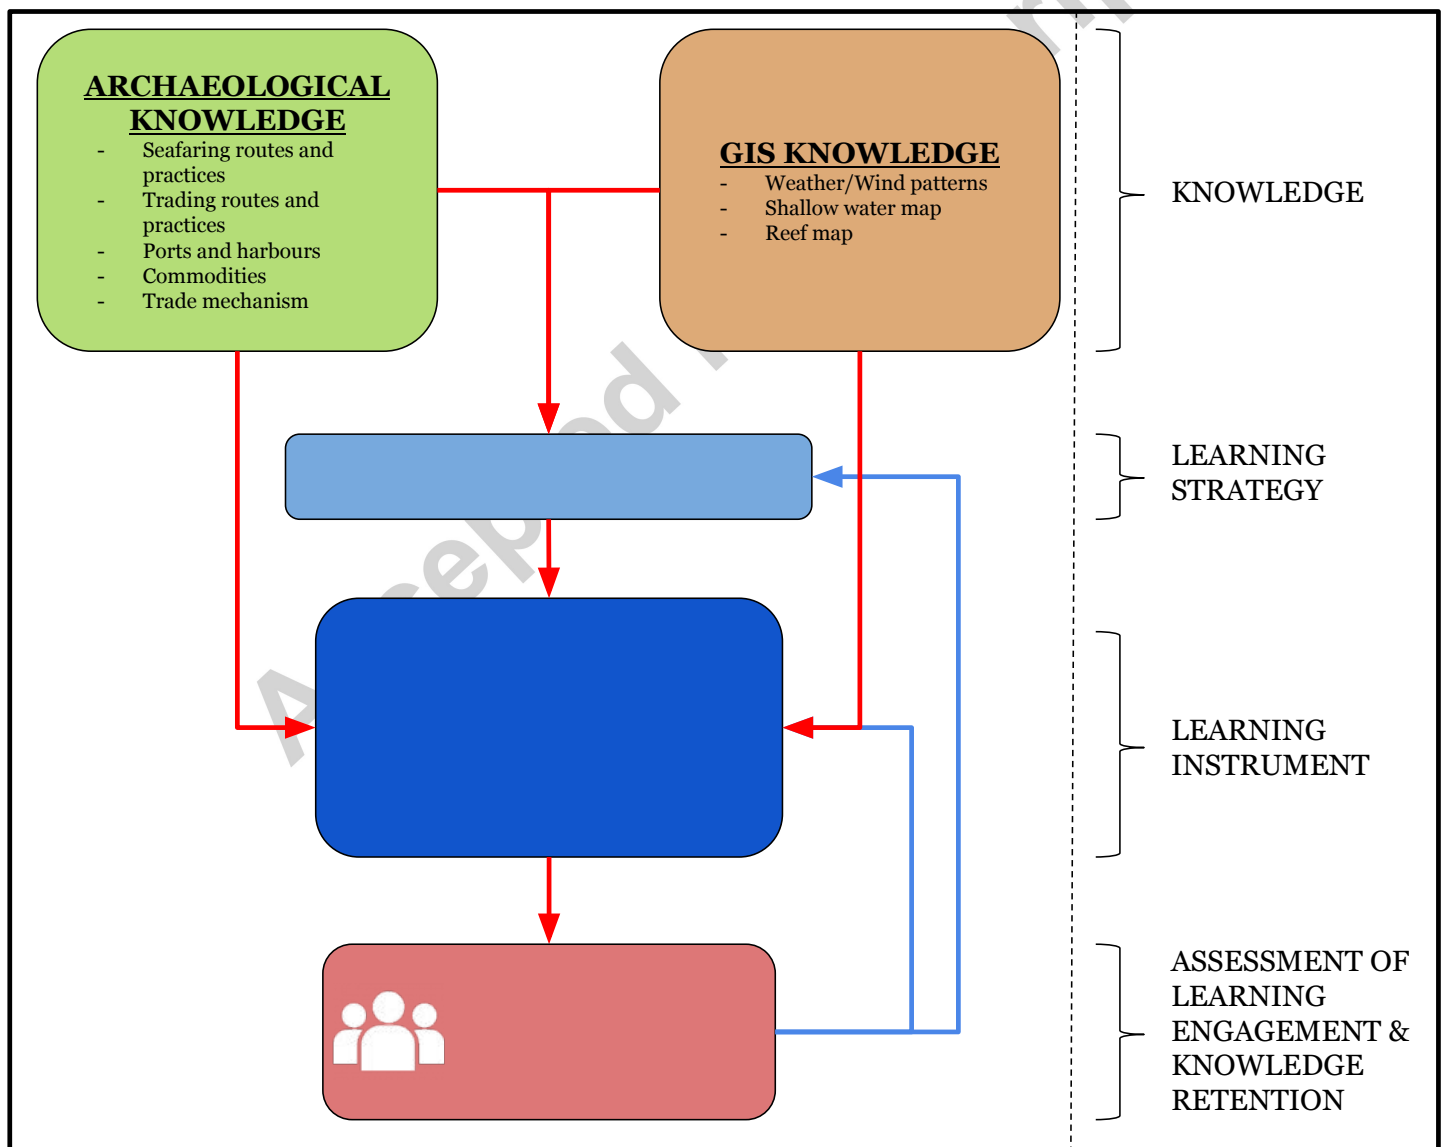 ARCHAEOLOGICAL
KNOWLEDGE
- Seafaring routes and
practices
- Trading routes and
practices
- Ports and harbours
- Commodities
- Trade mechanism
GIS KNOWLEDGE
- Weather/Wind patterns
- Shallow water map
- Reef map
KNOWLEDGE
LEARNING
STRATEGY
LEARNING
INSTRUMENT
ASSESSMENT OF
LEARNING
ENGAGEMENT &
KNOWLEDGE
RETENTION